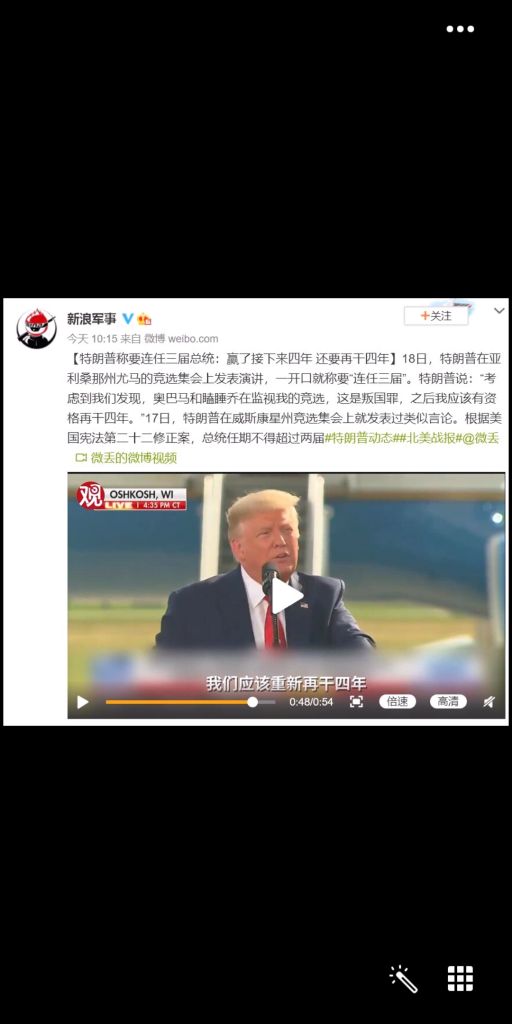 新浪军事
+关注
今天 10:15 来自 微博 weibo.com
【特朗普称要连任三届总统：赢了接下来四年 还要再干四年】18日，特朗普在亚
利桑那州尤马的竞选集会上发表演讲，一开口就称要“连任三届”。特朗普说：“考
虑到我们发现，奥巴马和瞌睡乔在监视我的竞选，这是叛国罪，之后我应该有资
格再干四年。”17日，特朗普在威斯康星州竞选集会上就发表过类似言论。根据美
国宪法第二十二修正案，总统任期不得超过两届#特朗普动态##北美战报#@微丢
微丢的微博视频
观
OSHKOSH, WI
LIVE 4:35 PM CT
我们应该重新再干四年
0:48/0:54
倍速
高清